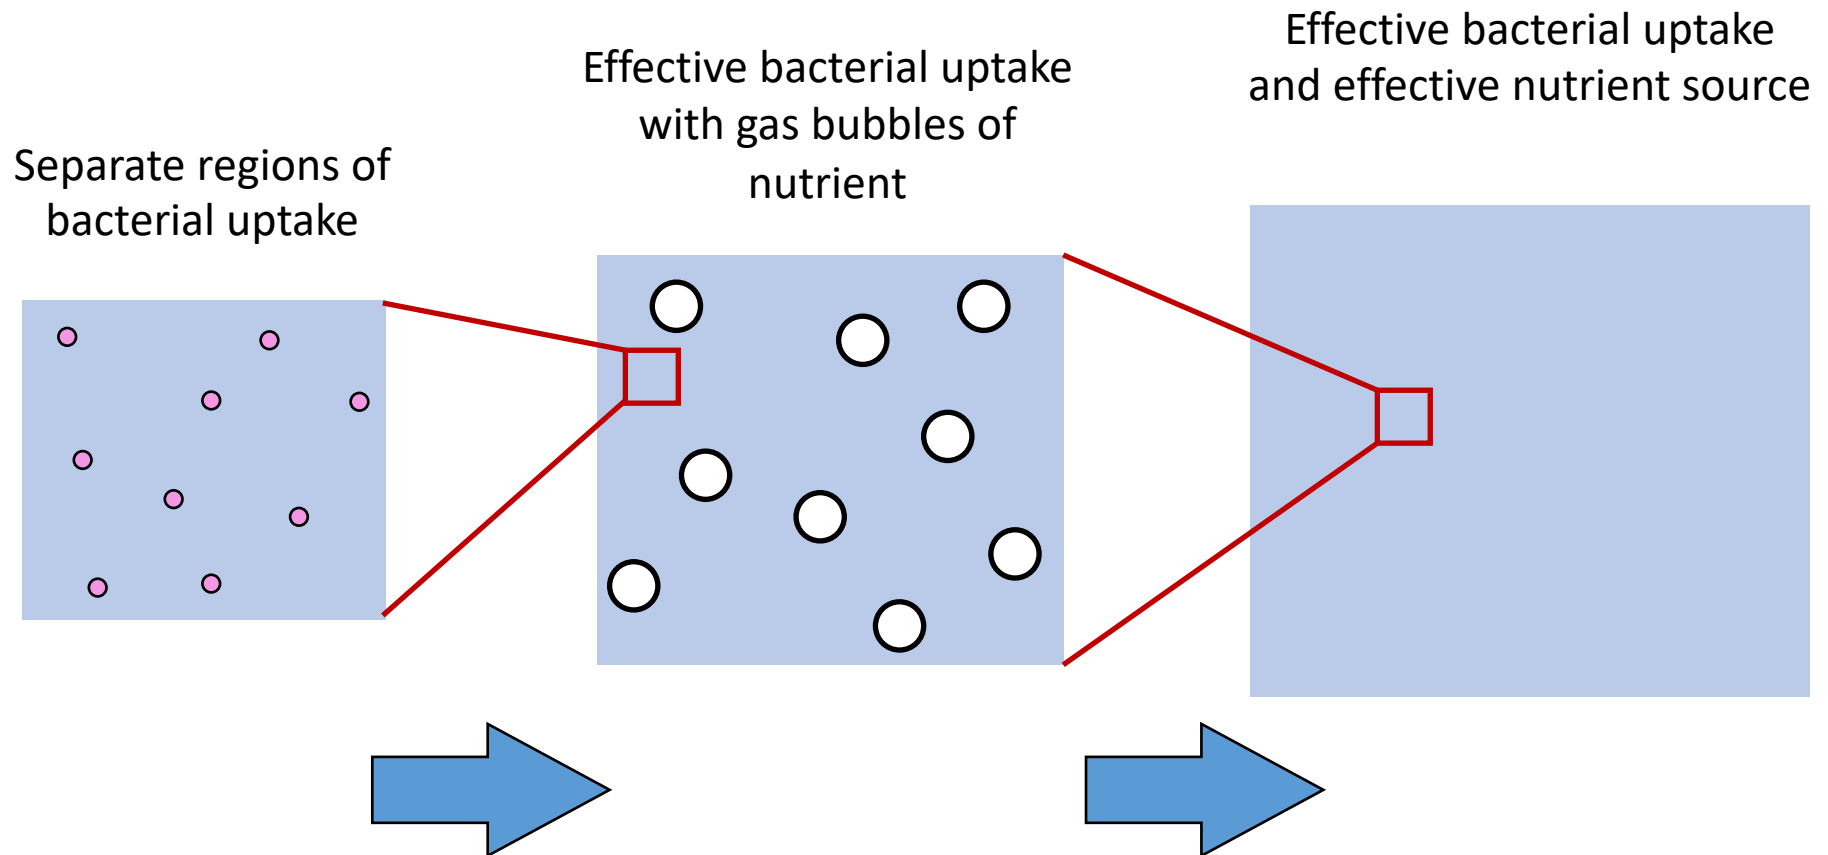 Separate regions of
bacterial uptake
Effective bacterial uptake
with gas bubbles of
nutrient
Effective bacterial uptake
and effective nutrient source